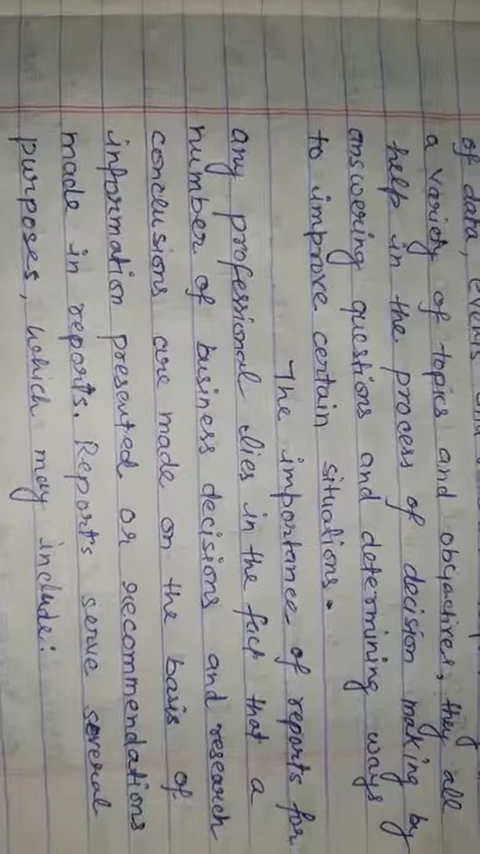 of data, events and
a variety of topics and obejactives, they all
help in the process of decision making by
answering questions and determining ways
to improve certain situations.
The importance of reports for
any professional lies in the fact that a
number of business decisions and research
conclusions are made on the basis of
information presented or recommendations
made in reports. Reports serve several
purposes, which may include: